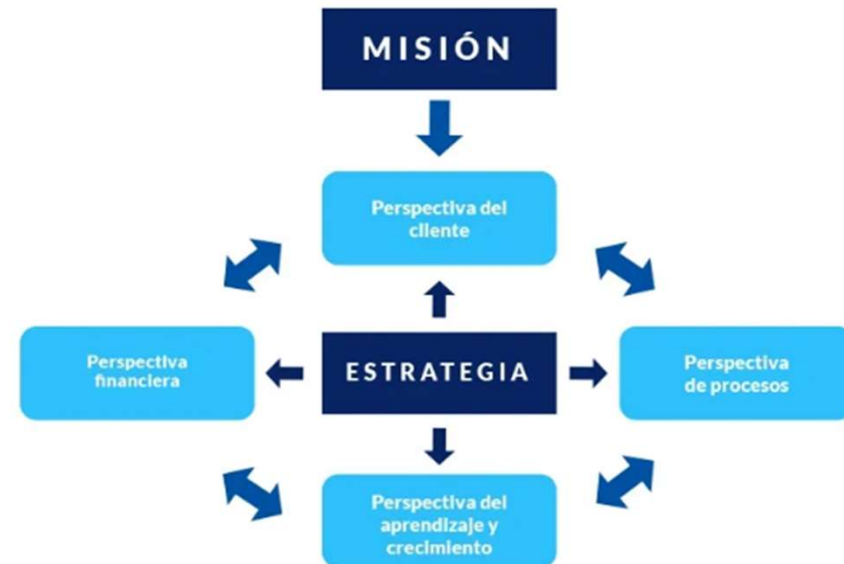 MISIÓN
Perspectiva del
cliente
Perspectiva
financiera
ESTRATEGIA
Perspectiva
de procesos
Perspectiva del
aprendizaje y
crecimiento